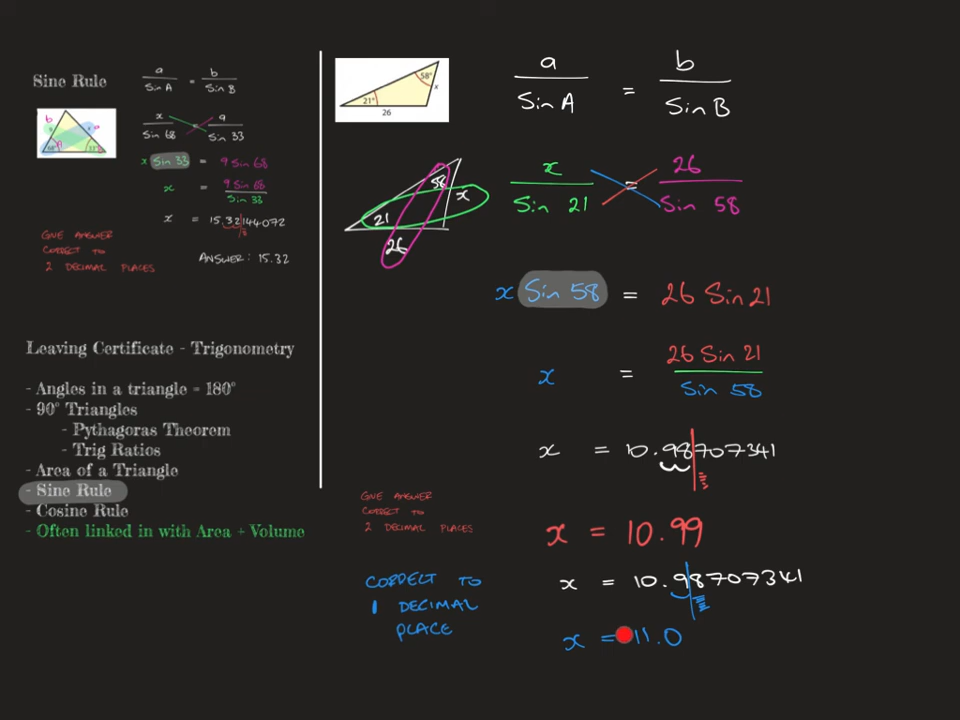 Sine Rule
a/Sin A = b/Sin B
x/Sin 68 = 9/Sin 33
x Sin 33 = 9 Sin 68
x = 9 Sin 68/Sin 33
x = 15.32144072
GIVE ANSWER
CORRECT TO
2 DECIMAL PLACES
ANSWER: 15.32
Leaving Certificate - Trigonometry
- Angles in a triangle = 180°
- 90° Triangles
- Pythagoras Theorem
- Trig Ratios
- Area of a Triangle
- Sine Rule
- Cosine Rule
- Often linked in with Area + Volume
58°
x
21°
26
58
x
21
26
a/Sin A = b/Sin B
x/Sin 21 = 26/Sin 58
x Sin 58 = 26 Sin 21
x = 26 Sin 21/Sin 58
x = 10.98707341
GIVE ANSWER
CORRECT TO
2 DECIMAL PLACES
x = 10.99
CORRECT TO
1 DECIMAL
PLACE
x = 10.98707341
x = 11.0